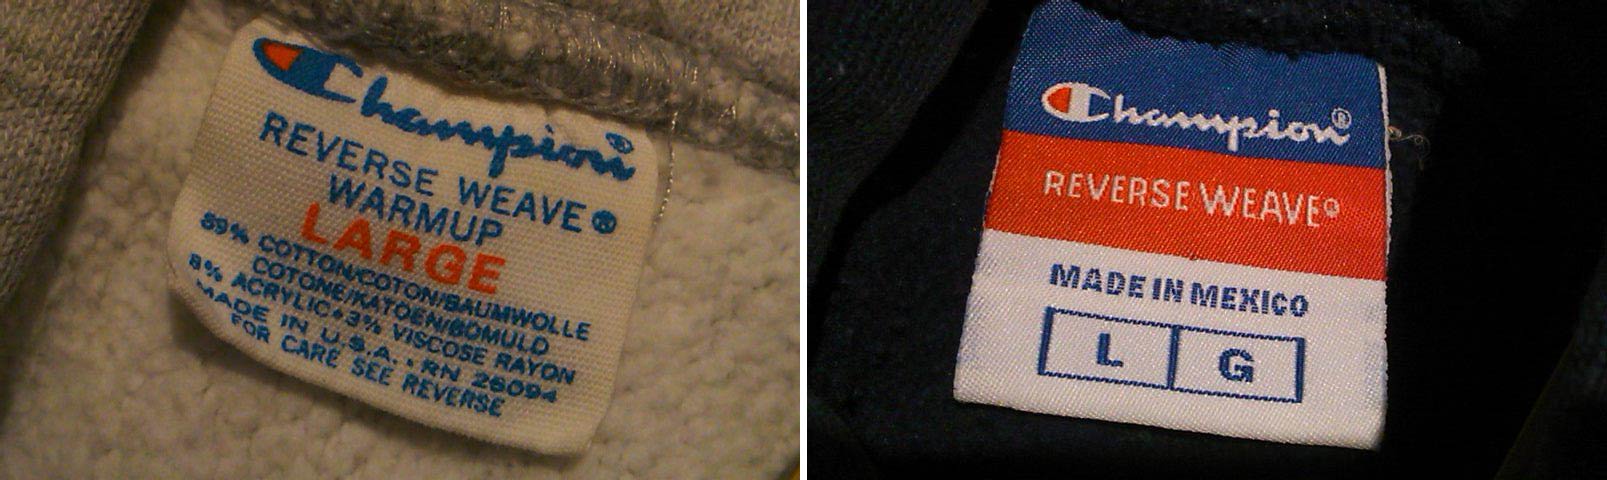 Champion®
REVERSE WEAVE®
WARMUP
LARGE
89% COTTON/COTON/BAUMWOLLE
COTONE/KATOEN/BOMULD
8% ACRYLIC•3% VISCOSE RAYON
MADE IN U.S.A. • RN 26094
FOR CARE SEE REVERSE
Champion®
REVERSE WEAVE®
MADE IN MEXICO
L G